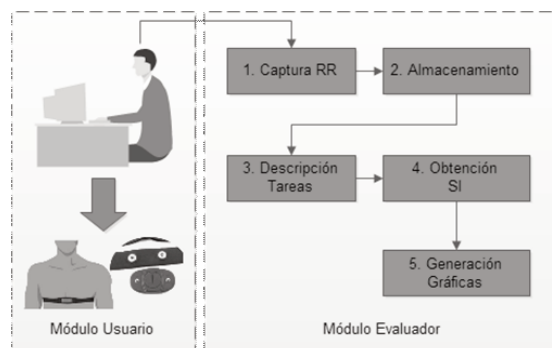 1. Captura RR
2. Almacenamiento
3. Descripción
Tareas
4. Obtención
SI
5. Generación
Gráficas
Módulo Usuario
Módulo Evaluador